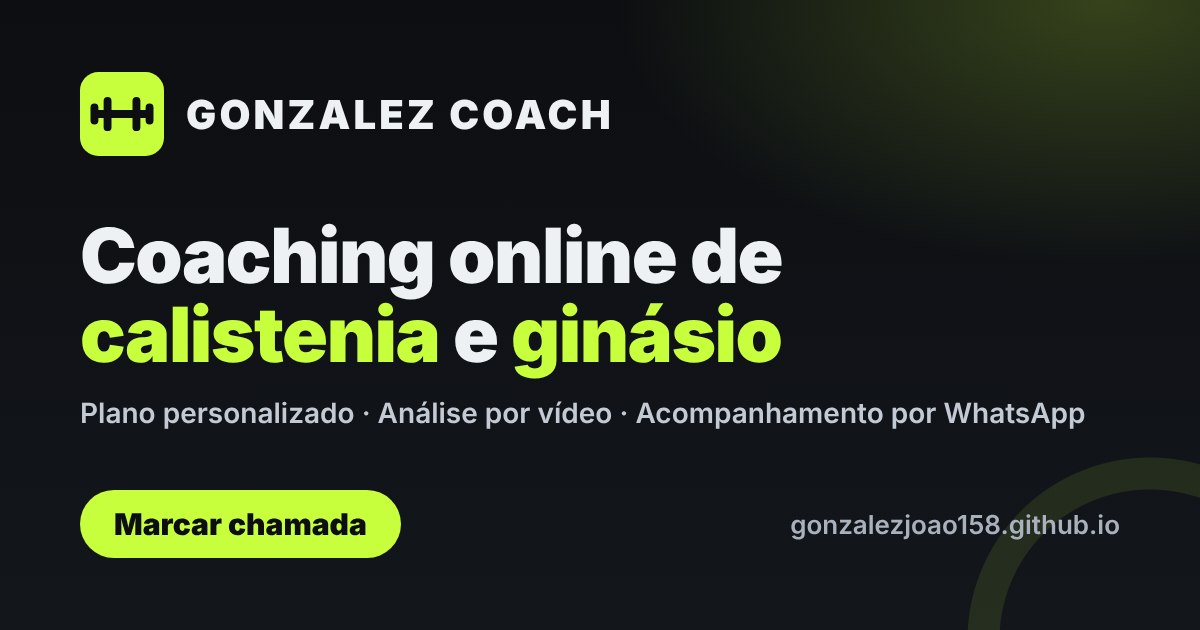 GONZALEZ COACH
Coaching online de
calistenia e ginásio
Plano personalizado · Análise por vídeo · Acompanhamento por WhatsApp
Marcar chamada
gonzalezjoao158.github.io